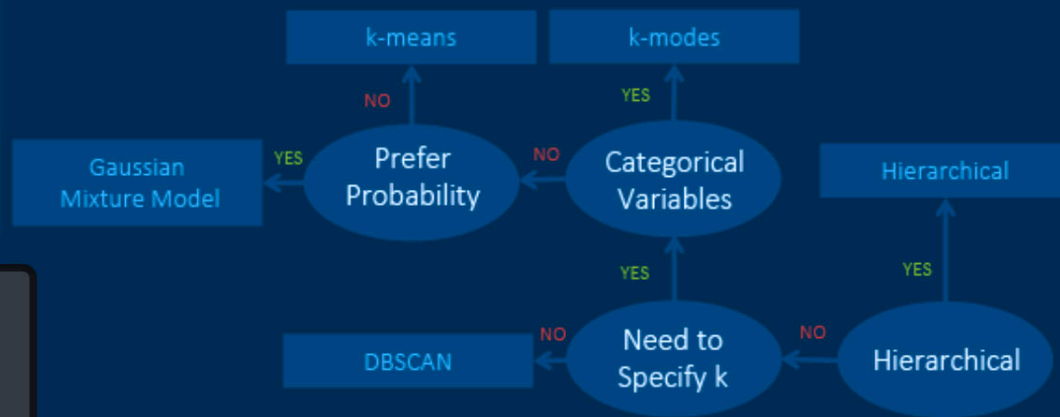 k-means
k-modes
NO
YES
Gaussian
Mixture Model
YES
Prefer
Probability
NO
Categorical
Variables
Hierarchical
YES
YES
DBSCAN
NO
Need to
Specify k
NO
Hierarchical